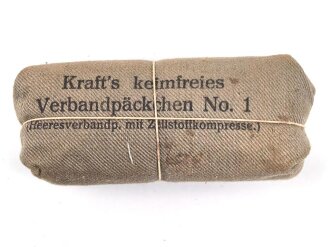 Kraft's keimfreies
Verbandpäckchen No. 1
(Heeresverbandp. mit Zellstoffkompresse.)